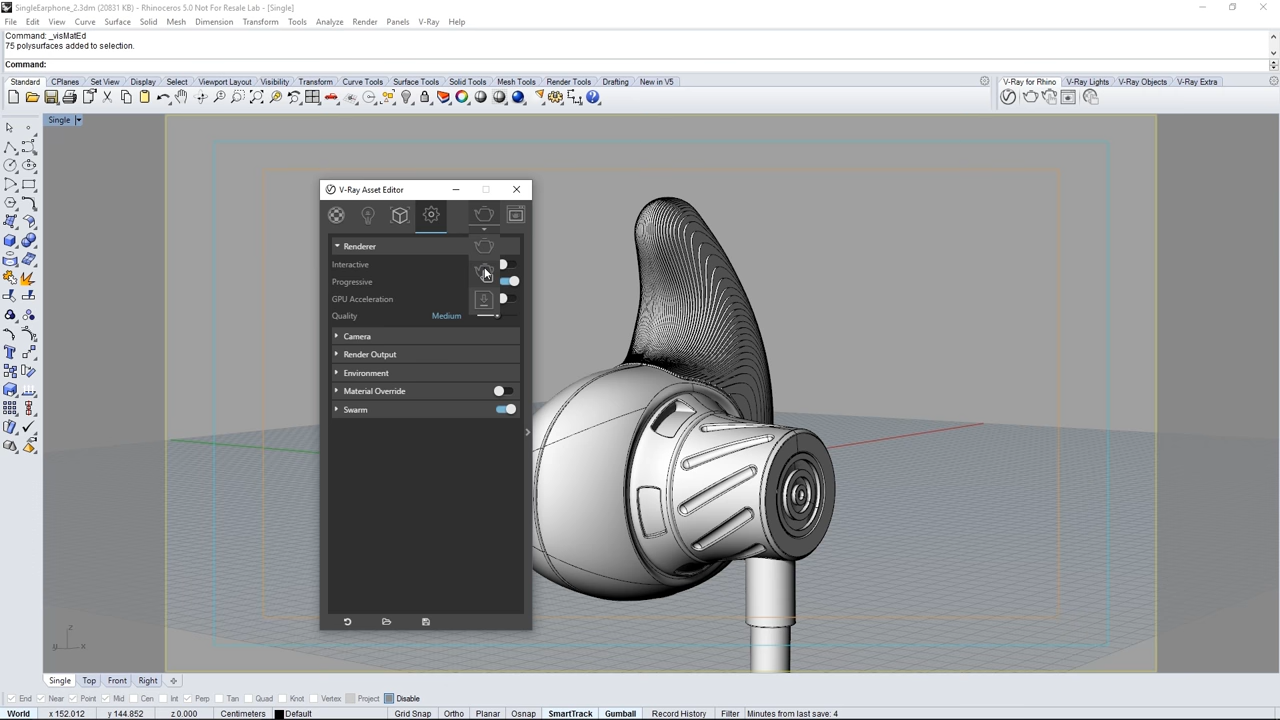 SingleEarphone_2.3dm (20831 KB) - Rhinoceros 5.0 Not For Resale Lab - [Single]
File Edit View Curve Surface Solid Mesh Dimension Transform Tools Analyze Render Panels V-Ray Help
Command: _visMatEd
75 polysurfaces added to selection.
Command:
Standard CPlanes Set View Display Select Viewport Layout Visibility Transform Curve Tools Surface Tools Solid Tools Mesh Tools Render Tools Drafting New in V5 V-Ray for Rhino V-Ray Lights V-Ray Objects V-Ray Extra
Single
V-Ray Asset Editor
Renderer
Interactive
Progressive
GPU Acceleration
Quality Medium
Camera
Render Output
Environment
Material Override
Swarm
z
y x
Single Top Front Right
End Near Point Mid Cen Int Perp Tan Quad Knot Vertex Project Disable
World x 152.012 y 144.852 z 0.000 Centimeters Default Grid Snap Ortho Planar Osnap SmartTrack Gumball Record History Filter Minutes from last save: 4